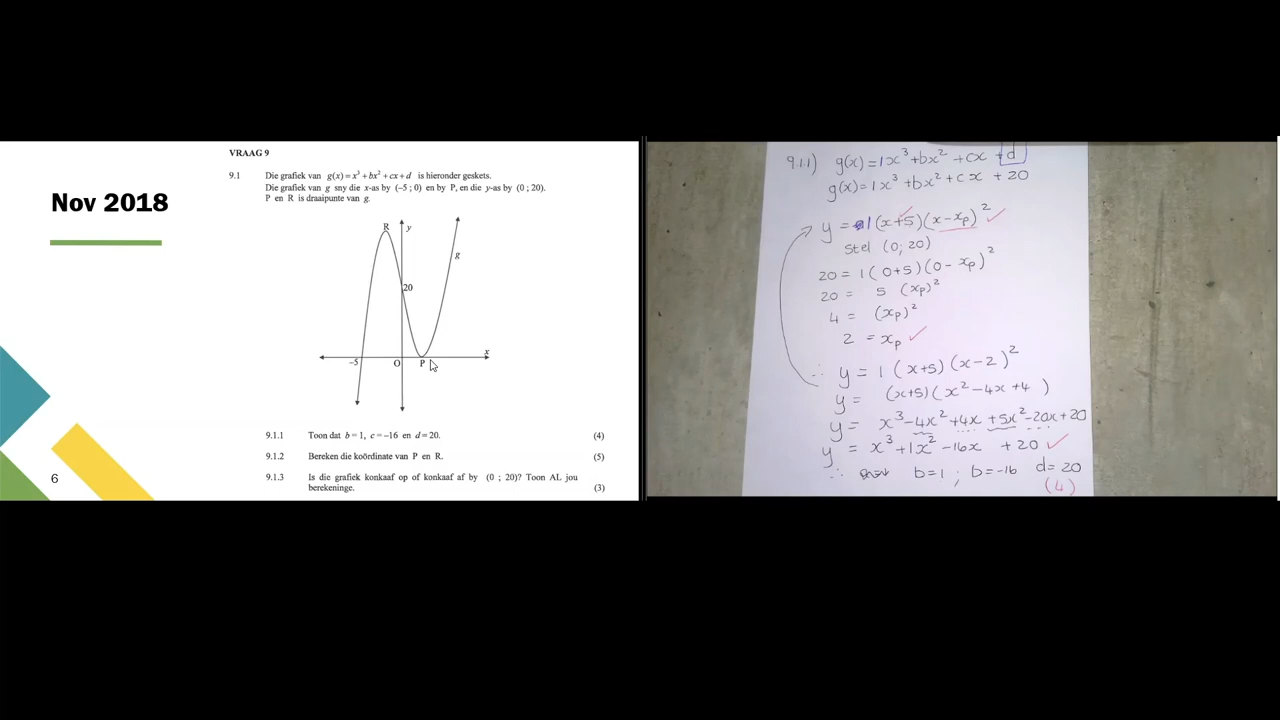 Nov 2018
6
VRAAG 9
9.1 Die grafiek van g(x) = x³ + bx² + cx + d is hieronder geskets.
Die grafiek van g sny die x-as by (−5 ; 0) en by P, en die y-as by (0 ; 20).
P en R is draaipunte van g.
R
y
g
20
x
−5
O
P
9.1.1 Toon dat b = 1, c = −16 en d = 20. (4)
9.1.2 Bereken die koördinate van P en R. (5)
9.1.3 Is die grafiek konkaaf op of konkaaf af by (0 ; 20)? Toon AL jou
berekeninge. (3)
9.1.1) g(x) = 1x³ + bx² + cx + d
g(x) = 1x³ + bx² + cx + 20
y = 1(x+5)(x − xₚ)²
stel (0; 20)
20 = 1(0+5)(0 − xₚ)²
20 = 5 (xₚ)²
4 = (xₚ)²
2 = xₚ
∴ y = 1(x+5)(x−2)²
y = (x+5)(x² − 4x + 4)
y = x³ − 4x² + 4x + 5x² − 20x + 20
y = x³ + 1x² − 16x + 20
∴ b = 1 ; b = −16 d = 20
(4)